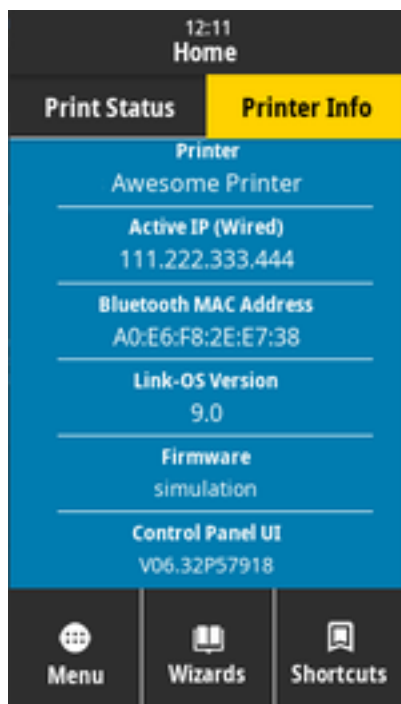 12:11
Home
Print Status Printer Info
Printer
Awesome Printer
Active IP (Wired)
111.222.333.444
Bluetooth MAC Address
A0:E6:F8:2E:E7:38
Link-OS Version
9.0
Firmware
simulation
Control Panel UI
V06.32P57918
Menu Wizards Shortcuts